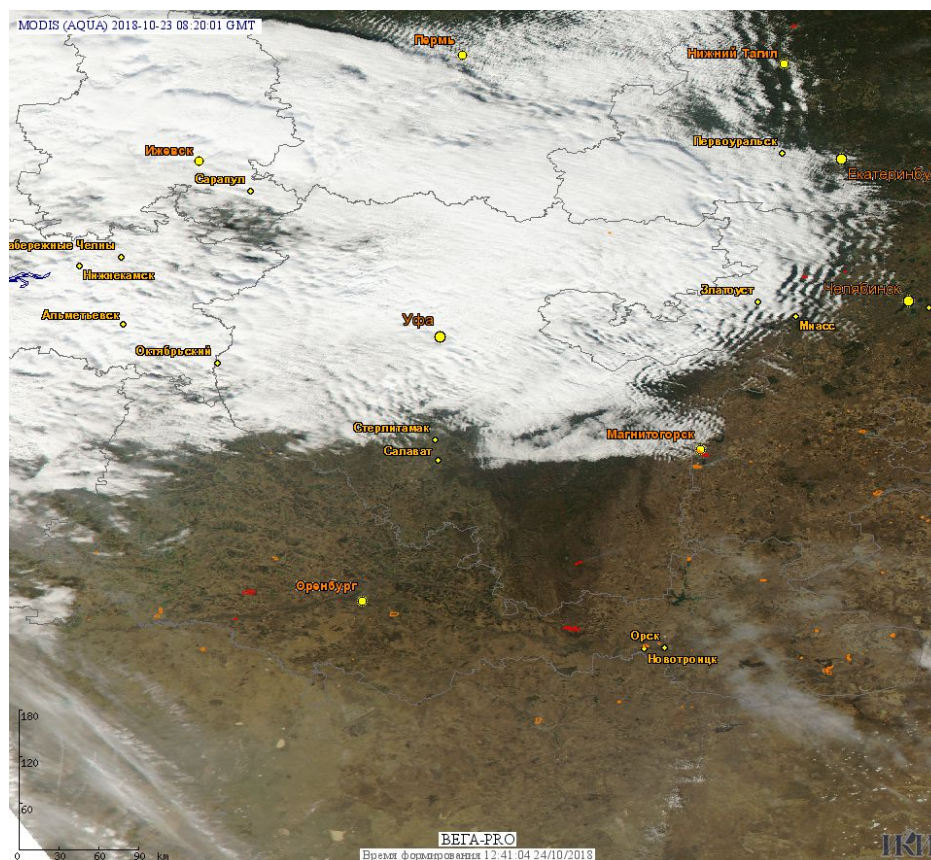 MODIS (AQUA) 2018-10-23 08:20:01 GMT
Пермь
Нижний Тагил
Первоуральск
Ижевск
Екатеринбу
Сарапул
абережные Челны
Нижнекамск
Челябинск
Златоуст
Альметьевск
Миасс
Уфа
Октябрьский
Стерлитамак
Магнитогорск
Салават
Оренбург
Орск
Новотроицк
180
120
60
0 30 60 90 km
ВЕГА-PRO
Время формирования 12:41:04 24/10/2018
ИКИ